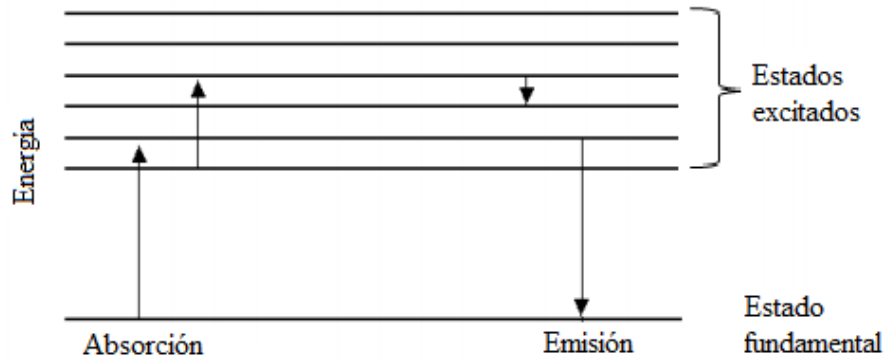 Energía
Estados
excitados
Absorción
Emisión
Estado
fundamental